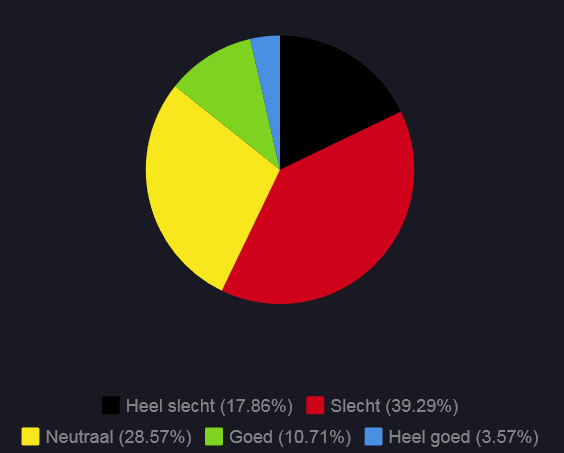 Heel slecht (17.86%) Slecht (39.29%)
Neutraal (28.57%) Goed (10.71%) Heel goed (3.57%)